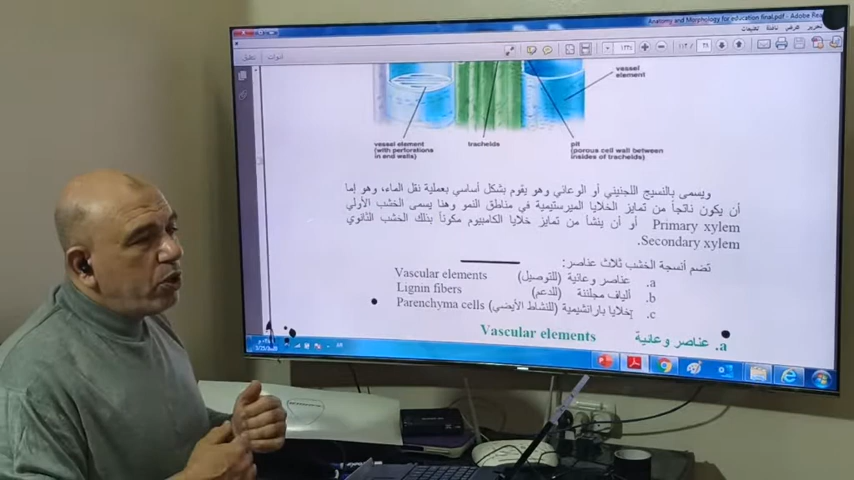 Anatomy and Morphology for education final.pdf - Adobe Reader
vessel
element
vessel element
(with perforations
in end walls)
tracheids
pit
(porous cell wall between
insides of tracheids)
ويسمى بالنسيج اللجنيني أو الوعائي وهو يقوم بشكل أساسي بعملية نقل الماء، وهو إما
أن يكون ناتجاً من تمايز الخلايا الميرستيمية في مناطق النمو وهنا يسمى الخشب الأولي
Primary xylem أو أن ينشأ من تمايز خلايا الكامبيوم مكوناً بذلك الخشب الثانوي
Secondary xylem.
تضم أنسجة الخشب ثلاث عناصر:
a. عناصر وعائية (للتوصيل) Vascular elements
b. ألياف مجلننة (للدعم) Lignin fibers
c. خلايا بارانشيمية (للنشاط الأيضي) Parenchyma cells
a. عناصر وعائية Vascular elements